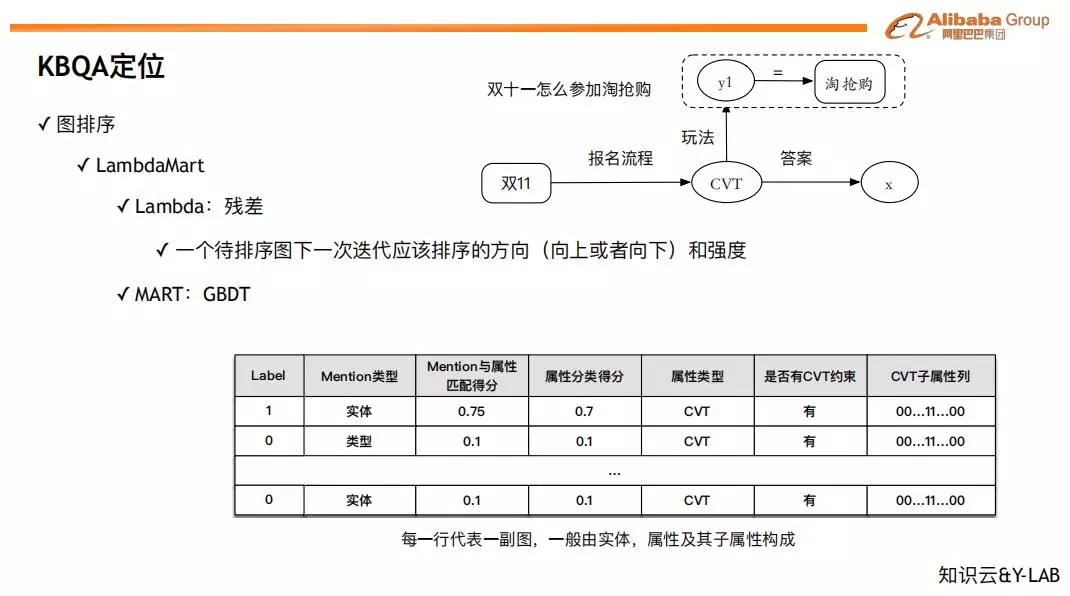 Alibaba Group
阿里巴巴集团
KBQA定位
✓ 图排序
✓ LambdaMart
✓ Lambda：残差
✓ 一个待排序图下一次迭代应该排序的方向（向上或者向下）和强度
✓ MART：GBDT
双十一怎么参加淘抢购
y1
=
淘抢购
玩法
双11
报名流程
CVT
答案
x
Label Mention类型 Mention与属性匹配得分 属性分类得分 属性类型 是否有CVT约束 CVT子属性列
1 实体 0.75 0.7 CVT 有 00...11...00
0 类型 0.1 0.1 CVT 有 00...11...00
...
0 实体 0.1 0.1 CVT 有 00...11...00
每一行代表一副图，一般由实体，属性及其子属性构成
知识云&Y-LAB